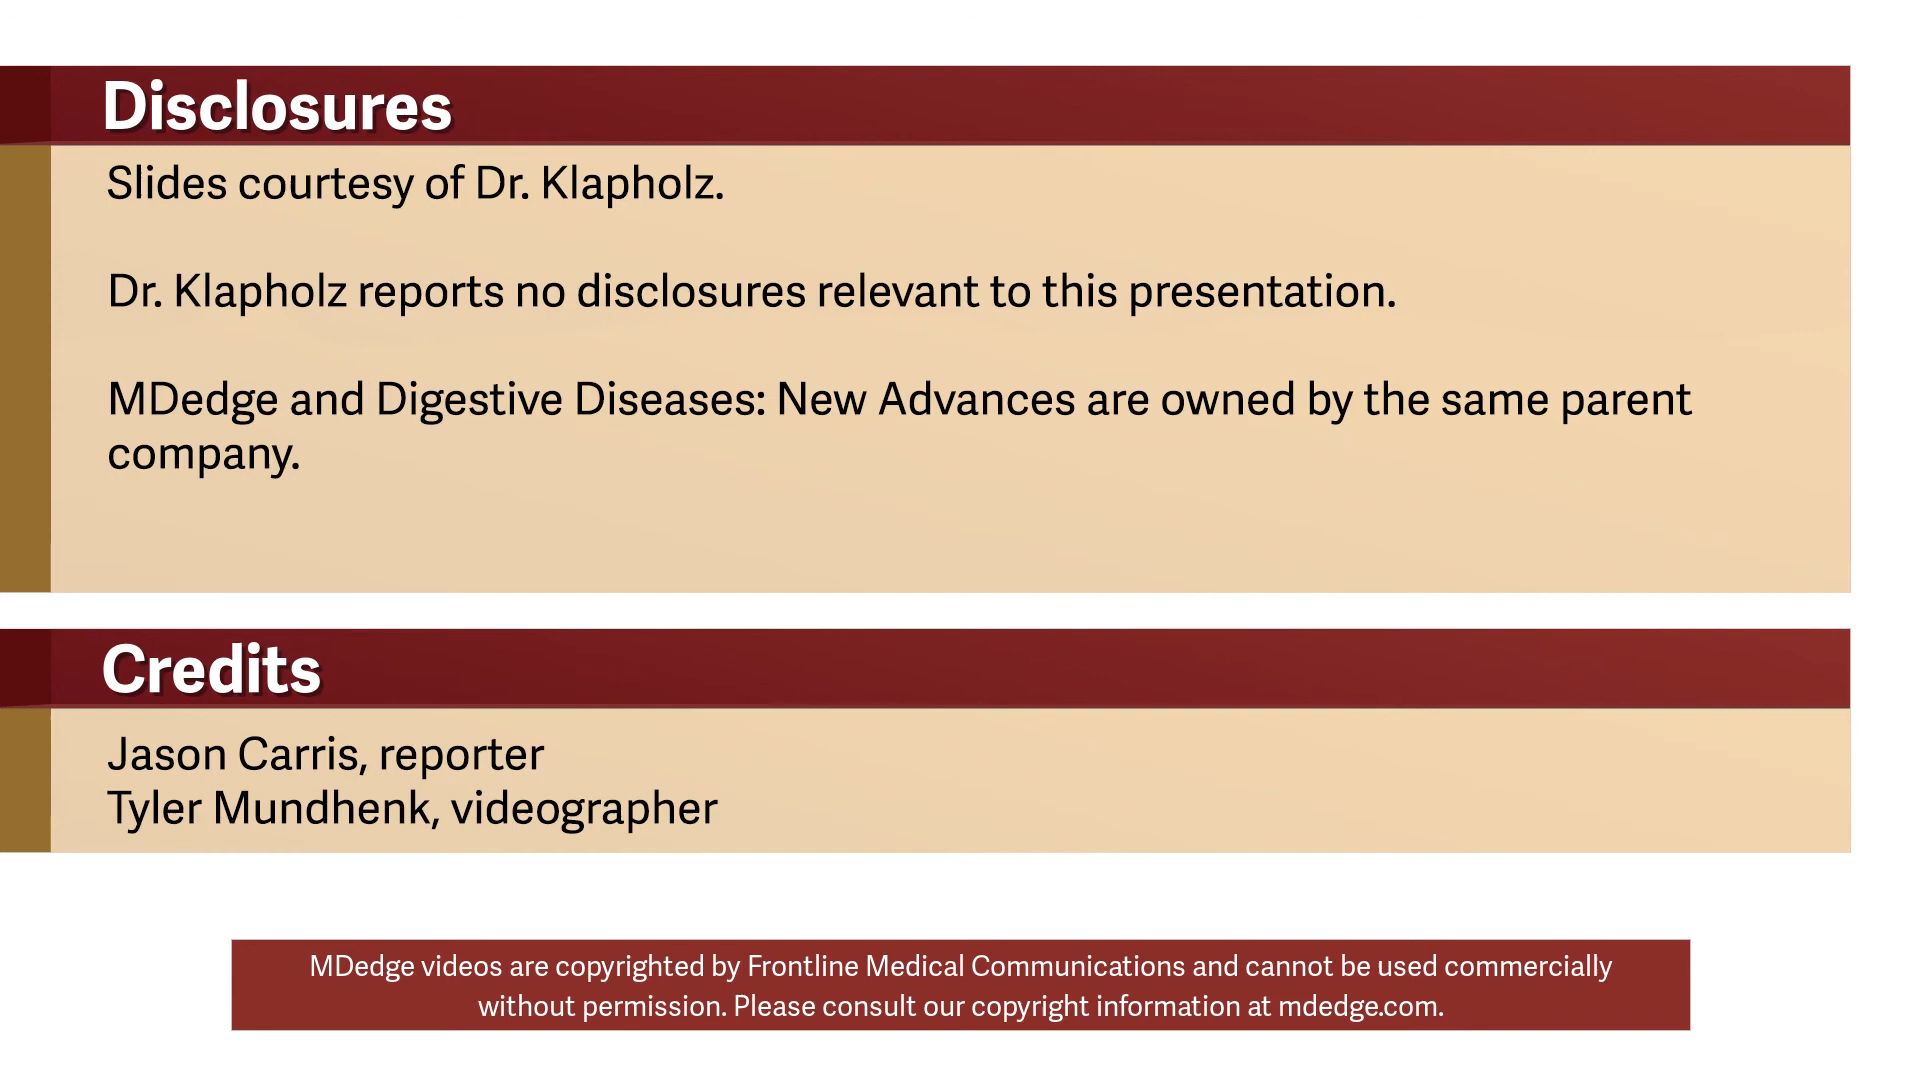 Disclosures
Slides courtesy of Dr. Klapholz.
Dr. Klapholz reports no disclosures relevant to this presentation.
MDedge and Digestive Diseases: New Advances are owned by the same parent
company.
Credits
Jason Carris, reporter
Tyler Mundhenk, videographer
MDedge videos are copyrighted by Frontline Medical Communications and cannot be used commercially
without permission. Please consult our copyright information at mdedge.com.